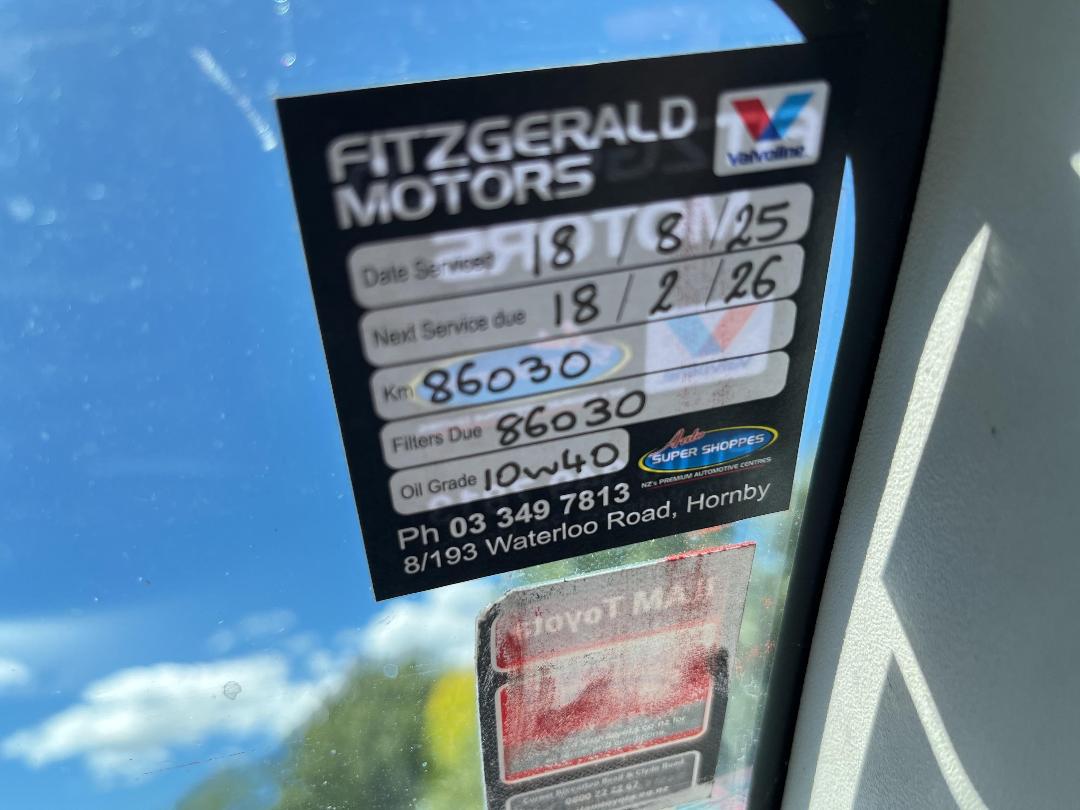 FITZGERALD
MOTORS
Valvoline
Date Serviced 18 / 8 / 25
Next Service due 18 / 2 / 26
Km 86030
Filters Due 86030
Oil Grade 10w40
Auto
SUPER SHOPPES
NZ's PREMIUM AUTOMOTIVE CENTRES
Ph 03 349 7813
8/193 Waterloo Road, Hornby
Toyota